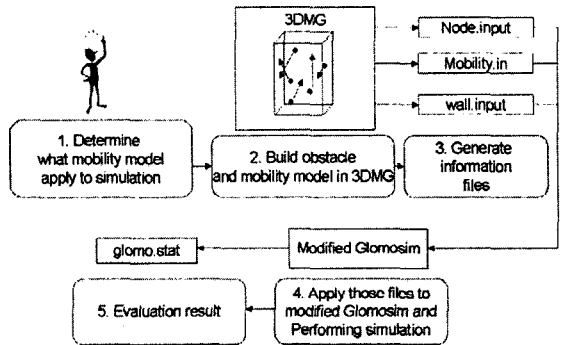 3DMG
Node.input
Mobility.in
wall.input
1. Determine
what mobility model
apply to simulation
2. Build obstacle
and mobility model in 3DMG
3. Generate
information
files
glomo.stat
Modified Glomosim
5. Evaluation result
4. Apply those files to
modified Glomosim and
Performing simulation